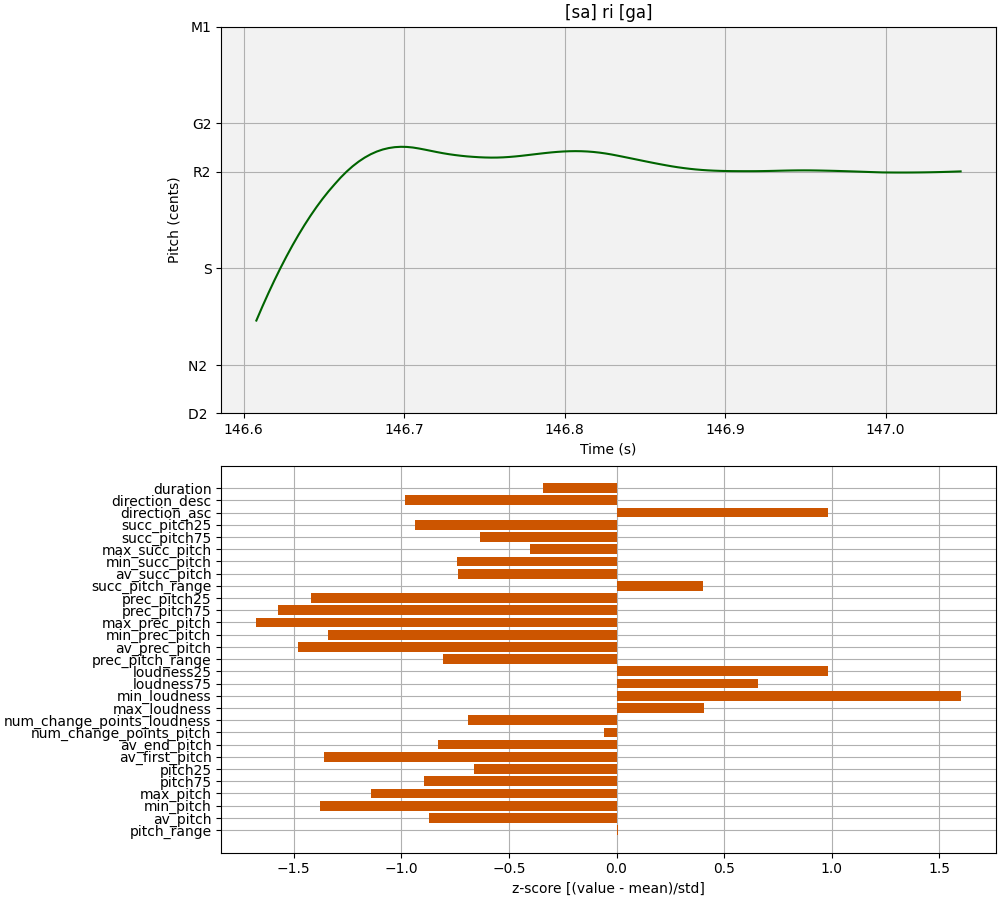 [sa] ri [ga]
M1
G2
R2
S
N2
D2
Pitch (cents)
146.6 146.7 146.8 146.9 147.0
Time (s)
duration
direction_desc
direction_asc
succ_pitch25
succ_pitch75
max_succ_pitch
min_succ_pitch
av_succ_pitch
succ_pitch_range
prec_pitch25
prec_pitch75
max_prec_pitch
min_prec_pitch
av_prec_pitch
prec_pitch_range
loudness25
loudness75
min_loudness
max_loudness
num_change_points_loudness
num_change_points_pitch
av_end_pitch
av_first_pitch
pitch25
pitch75
max_pitch
min_pitch
av_pitch
pitch_range
−1.5 −1.0 −0.5 0.0 0.5 1.0 1.5
z-score [(value - mean)/std]